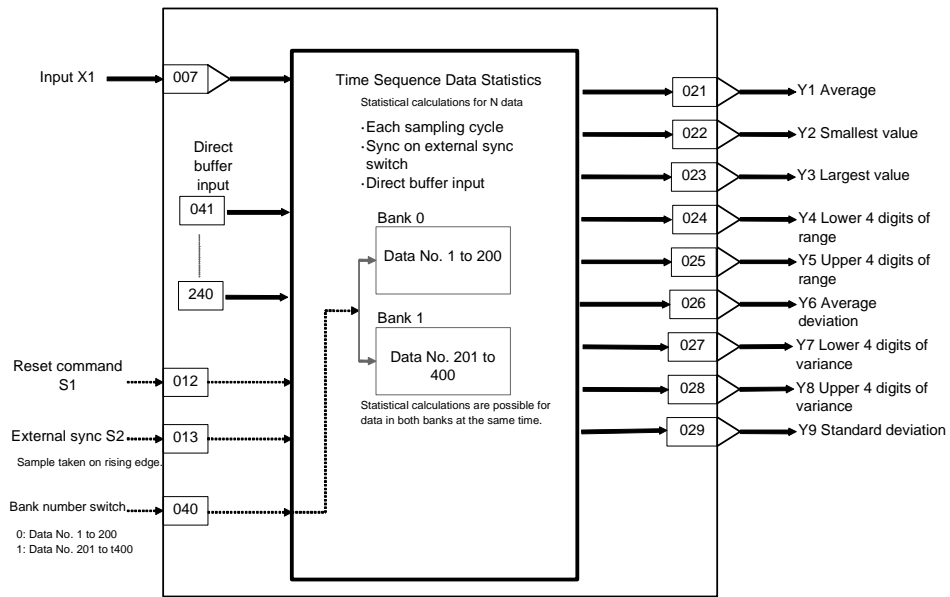 Input X1
007
Direct
buffer
input
041
240
Reset command
S1
012
External sync S2
013
Sample taken on rising edge.
Bank number switch
040
0: Data No. 1 to 200
1: Data No. 201 to t400
Time Sequence Data Statistics
Statistical calculations for N data
·Each sampling cycle
·Sync on external sync
switch
·Direct buffer input
Bank 0
Data No. 1 to 200
Bank 1
Data No. 201 to
400
Statistical calculations are possible for
data in both banks at the same time.
021
Y1 Average
022
Y2 Smallest value
023
Y3 Largest value
024
Y4 Lower 4 digits of
range
025
Y5 Upper 4 digits of
range
026
Y6 Average
deviation
027
Y7 Lower 4 digits of
variance
028
Y8 Upper 4 digits of
variance
029
Y9 Standard deviation